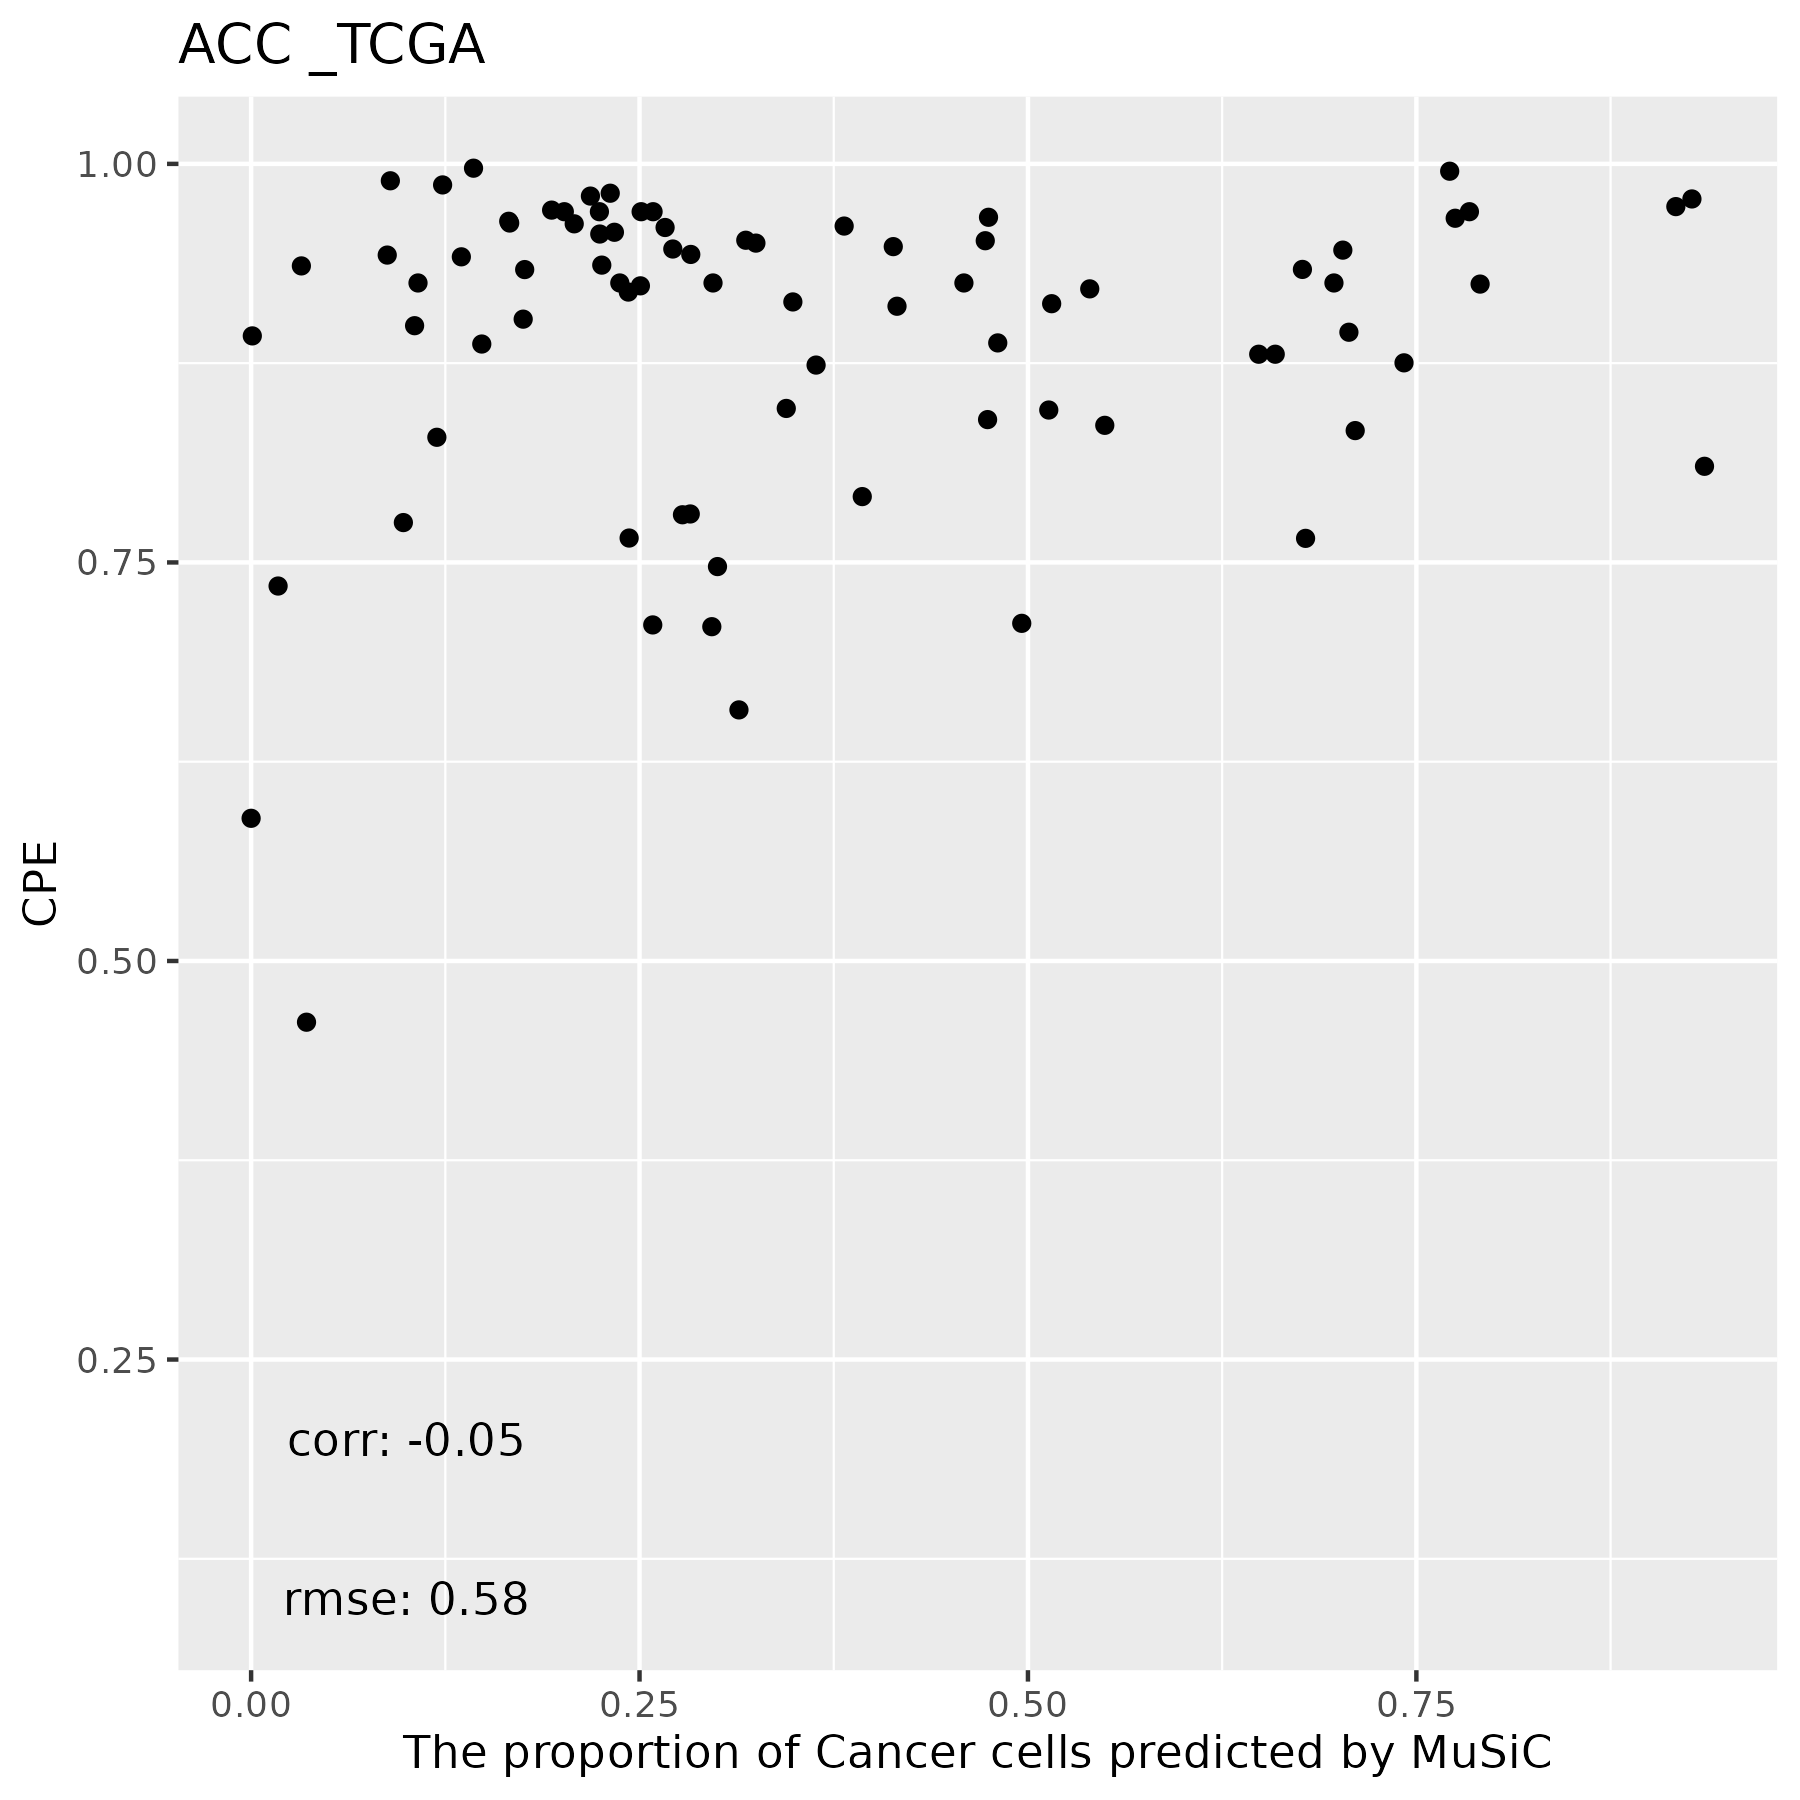 ACC _TCGA
1.00
0.75
0.50
0.25
CPE
corr: -0.05
rmse: 0.58
0.00 0.25 0.50 0.75
The proportion of Cancer cells predicted by MuSiC